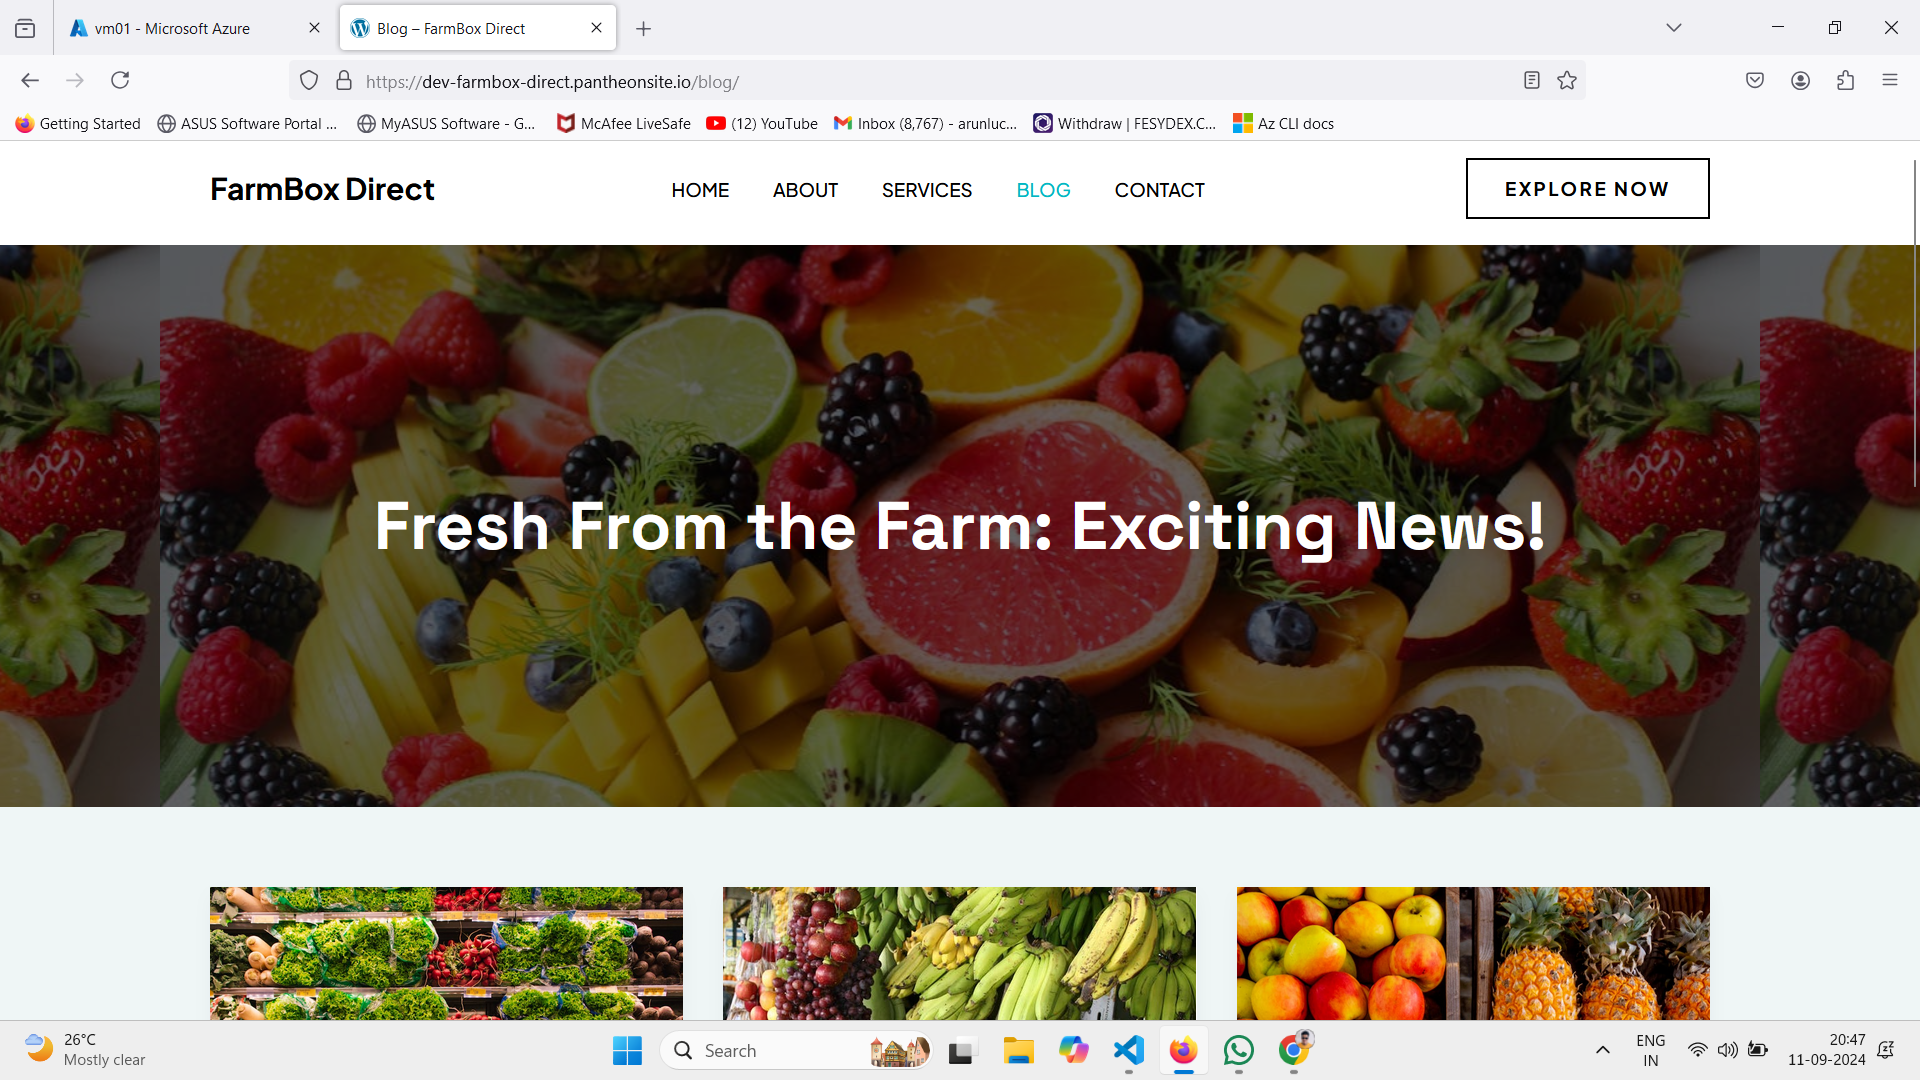 vm01 - Microsoft Azure
Blog – FarmBox Direct
https://dev-farmbox-direct.pantheonsite.io/blog/
Getting Started
ASUS Software Portal ...
MyASUS Software - G...
McAfee LiveSafe
(12) YouTube
Inbox (8,767) - arunluc...
Withdraw | FESYDEX.C...
Az CLI docs
FarmBox Direct
HOME
ABOUT
SERVICES
BLOG
CONTACT
EXPLORE NOW
Fresh From the Farm: Exciting News!
26°C
Mostly clear
Search
ENG
IN
20:47
11-09-2024